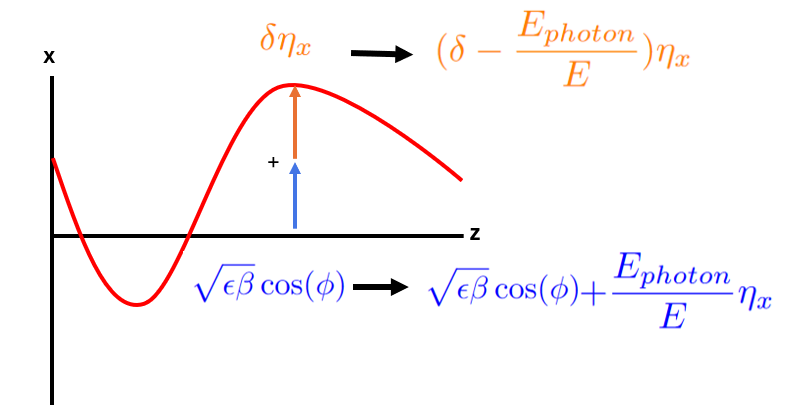 δη_x → (δ − E_photon/E)η_x
x
+
z
√(ϵβ) cos(ϕ) → √(ϵβ) cos(ϕ)+E_photon/E η_x